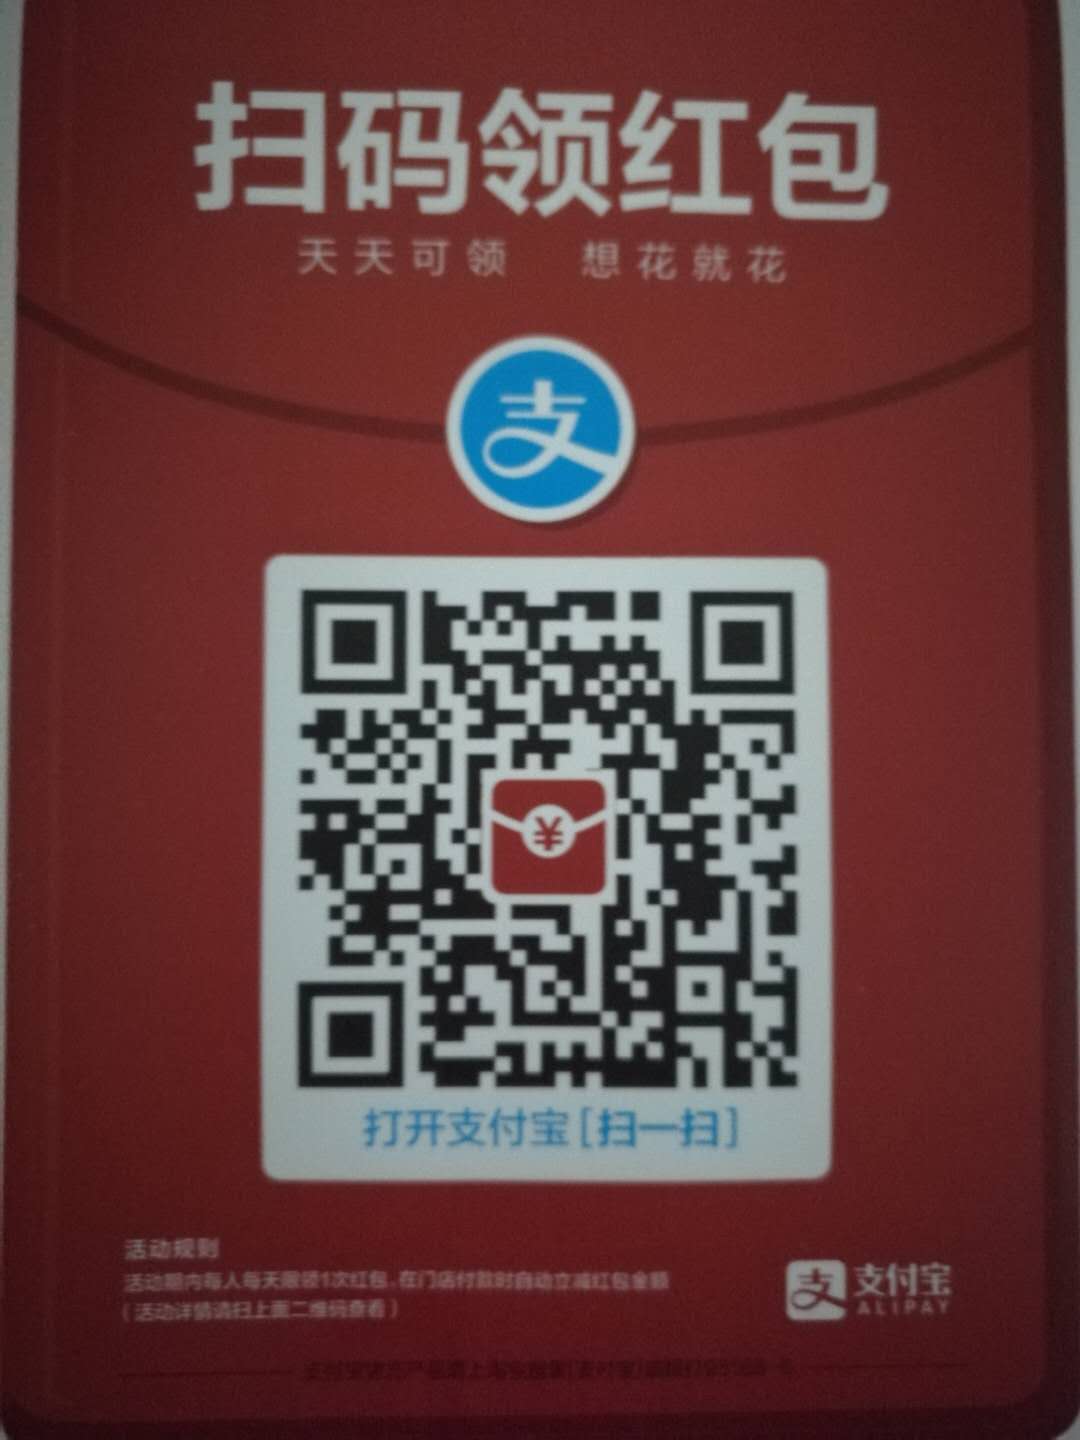 扫码领红包
天天可领 想花就花
支
¥
打开支付宝[扫一扫]
活动规则
活动期内每人每天限领1次红包，在门店付款时自动立减红包金额
（活动详情请扫上面二维码查看）
支 支付宝
ALIPAY